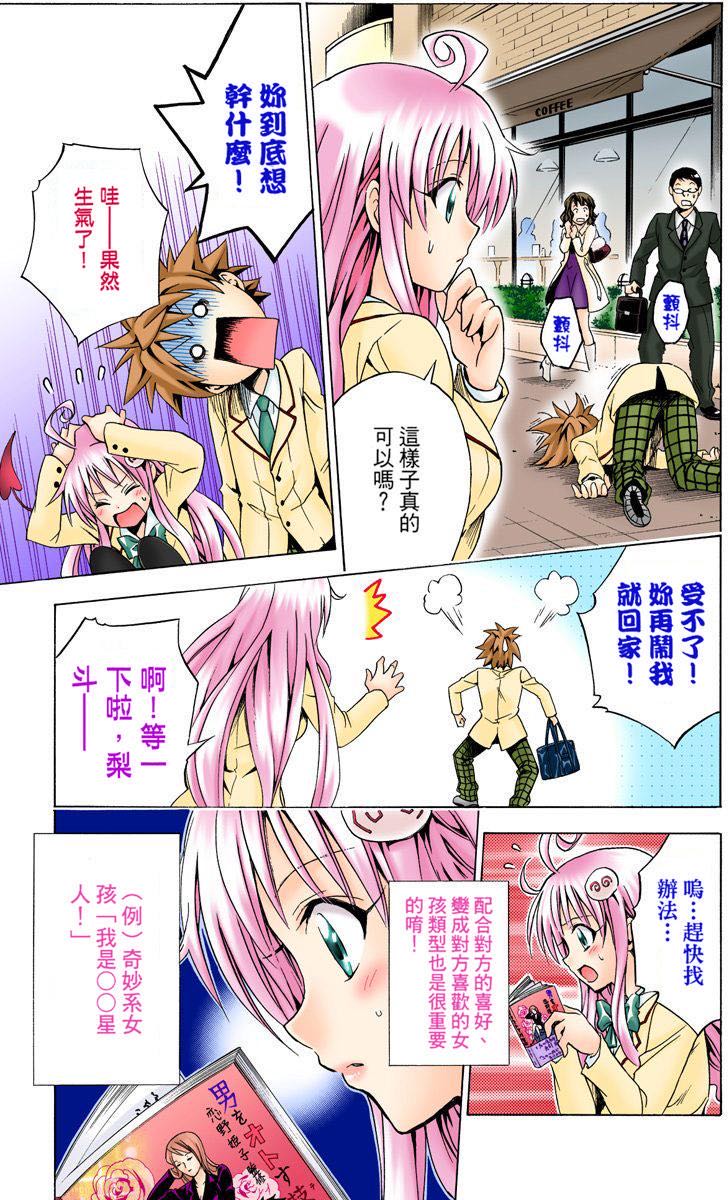 COFFEE
顫抖
顫抖
這樣子真的
可以嗎?
妳到底想
幹什麼!
哇——果然
生氣了!
受不了!
妳再鬧我
就回家!
啊!等一
下啦,梨
斗——
嗚…趕快找
辦法…
配合對方的喜好、
變成對方喜歡的女
孩類型也是很重要
的唷!
(例)奇妙系女
孩「我是○○星
人!」
男をオトす
恋野姫子